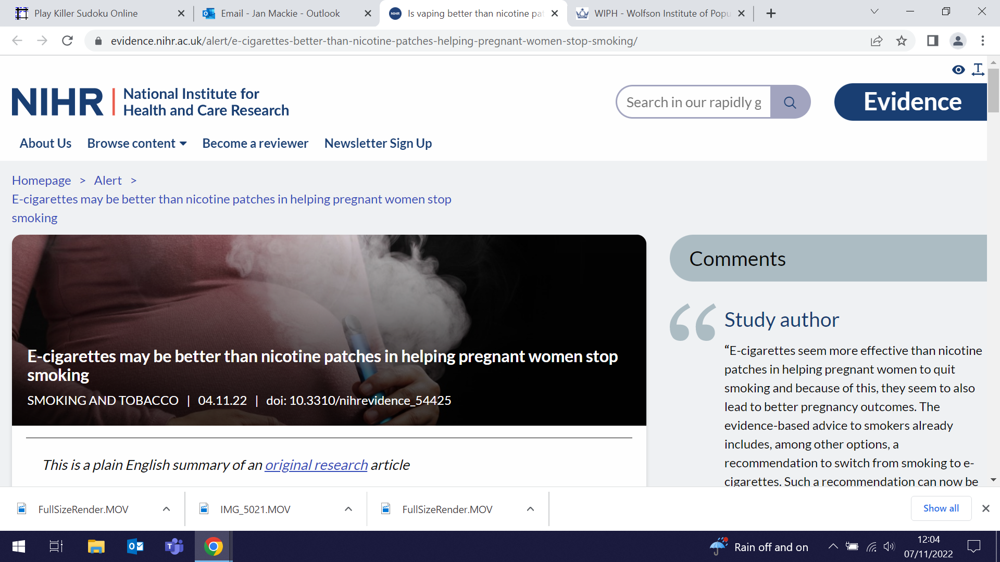 Play Killer Sudoku Online
Email - Jan Mackie - Outlook
Is vaping better than nicotine pat
WIPH - Wolfson Institute of Popu
evidence.nihr.ac.uk/alert/e-cigarettes-better-than-nicotine-patches-helping-pregnant-women-stop-smoking/
NIHR | National Institute for
Health and Care Research
Search in our rapidly g
Evidence
About Us
Browse content
Become a reviewer
Newsletter Sign Up
Homepage > Alert >
E-cigarettes may be better than nicotine patches in helping pregnant women stop
smoking
E-cigarettes may be better than nicotine patches in helping pregnant women stop
smoking
SMOKING AND TOBACCO | 04.11.22 | doi: 10.3310/nihrevidence_54425
This is a plain English summary of an original research article
Comments
Study author
“E-cigarettes seem more effective than nicotine
patches in helping pregnant women to quit
smoking and because of this, they seem to also
lead to better pregnancy outcomes. The
evidence-based advice to smokers already
includes, among other options, a
recommendation to switch from smoking to e-
cigarettes. Such a recommendation can now be
FullSizeRender.MOV
IMG_5021.MOV
FullSizeRender.MOV
Show all
Rain off and on
12:04
07/11/2022